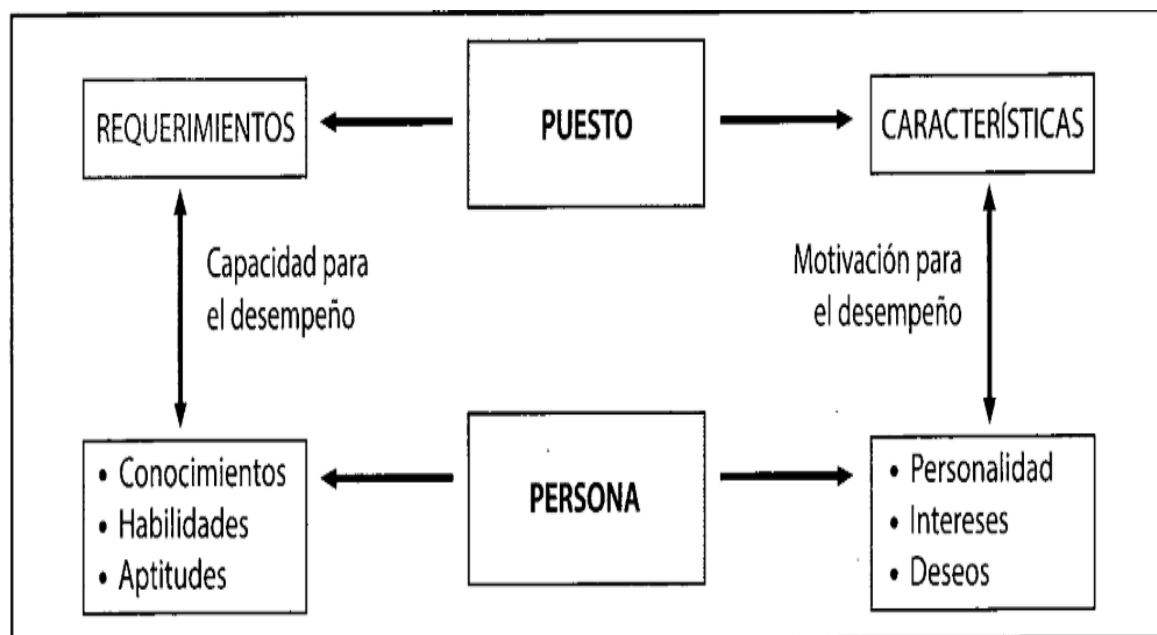 REQUERIMIENTOS
PUESTO
CARACTERÍSTICAS
Capacidad para
el desempeño
Motivación para
el desempeño
• Conocimientos
• Habilidades
• Aptitudes
PERSONA
• Personalidad
• Intereses
• Deseos